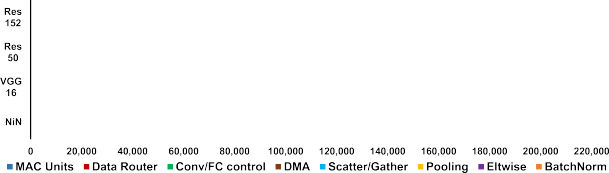 Res
152
Res
50
VGG
16
NiN
0 20,000 40,000 60,000 80,000 100,000 120,000 140,000 160,000 180,000 200,000 220,000
MAC Units Data Router Conv/FC control DMA Scatter/Gather Pooling Eltwise BatchNorm